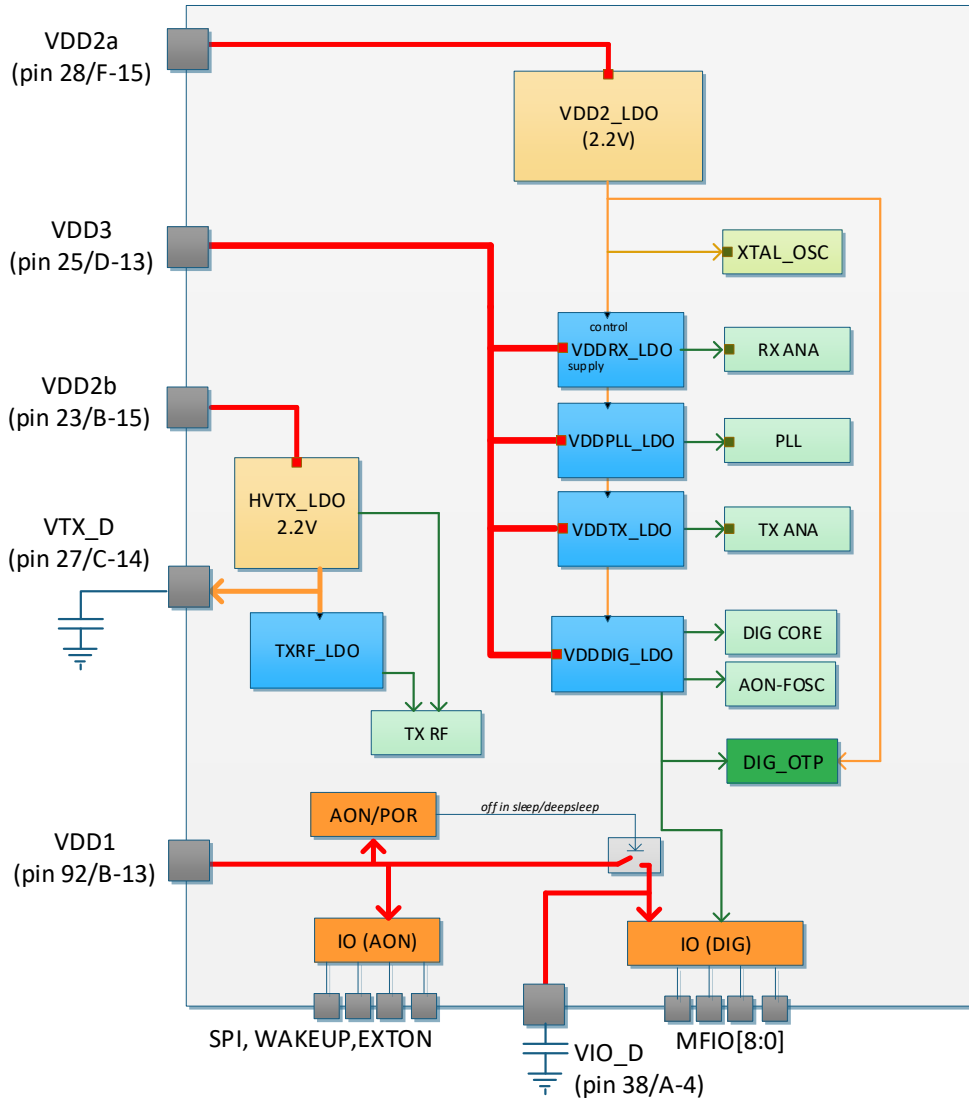 VDD2a
(pin 28/F-15)
VDD2_LDO
(2.2V)
VDD3
(pin 25/D-13)
XTAL_OSC
control
VDDRX_LDO
supply
RX ANA
VDD2b
(pin 23/B-15)
VDDPLL_LDO
PLL
HVTX_LDO
2.2V
VDDTX_LDO
TX ANA
VTX_D
(pin 27/C-14)
TXRF_LDO
VDDDIG_LDO
DIG CORE
AON-FOSC
TX RF
DIG_OTP
AON/POR
off in sleep/deepsleep
VDD1
(pin 92/B-13)
IO (AON)
IO (DIG)
SPI, WAKEUP,EXTON
MFIO[8:0]
VIO_D
(pin 38/A-4)